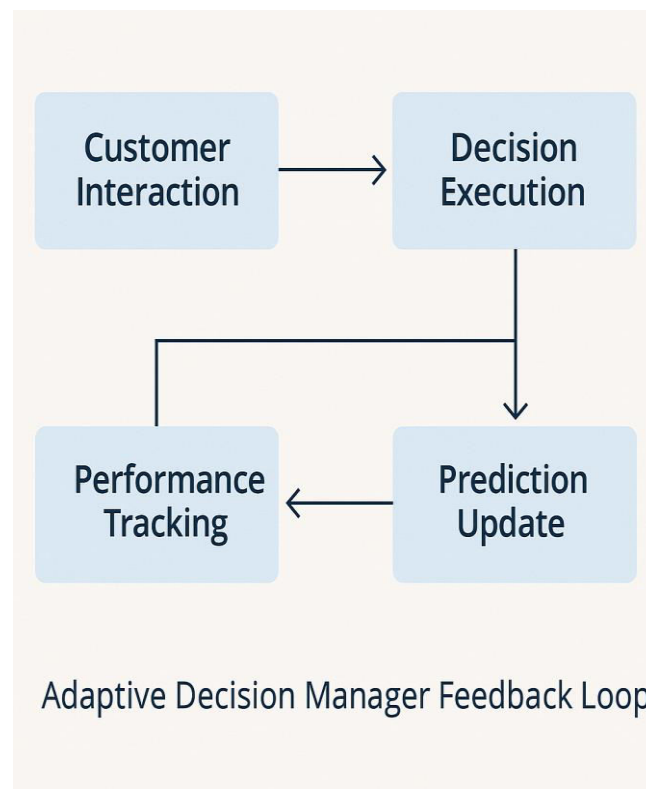 Customer
Interaction
Decision
Execution
Performance
Tracking
Prediction
Update
Adaptive Decision Manager Feedback Loop